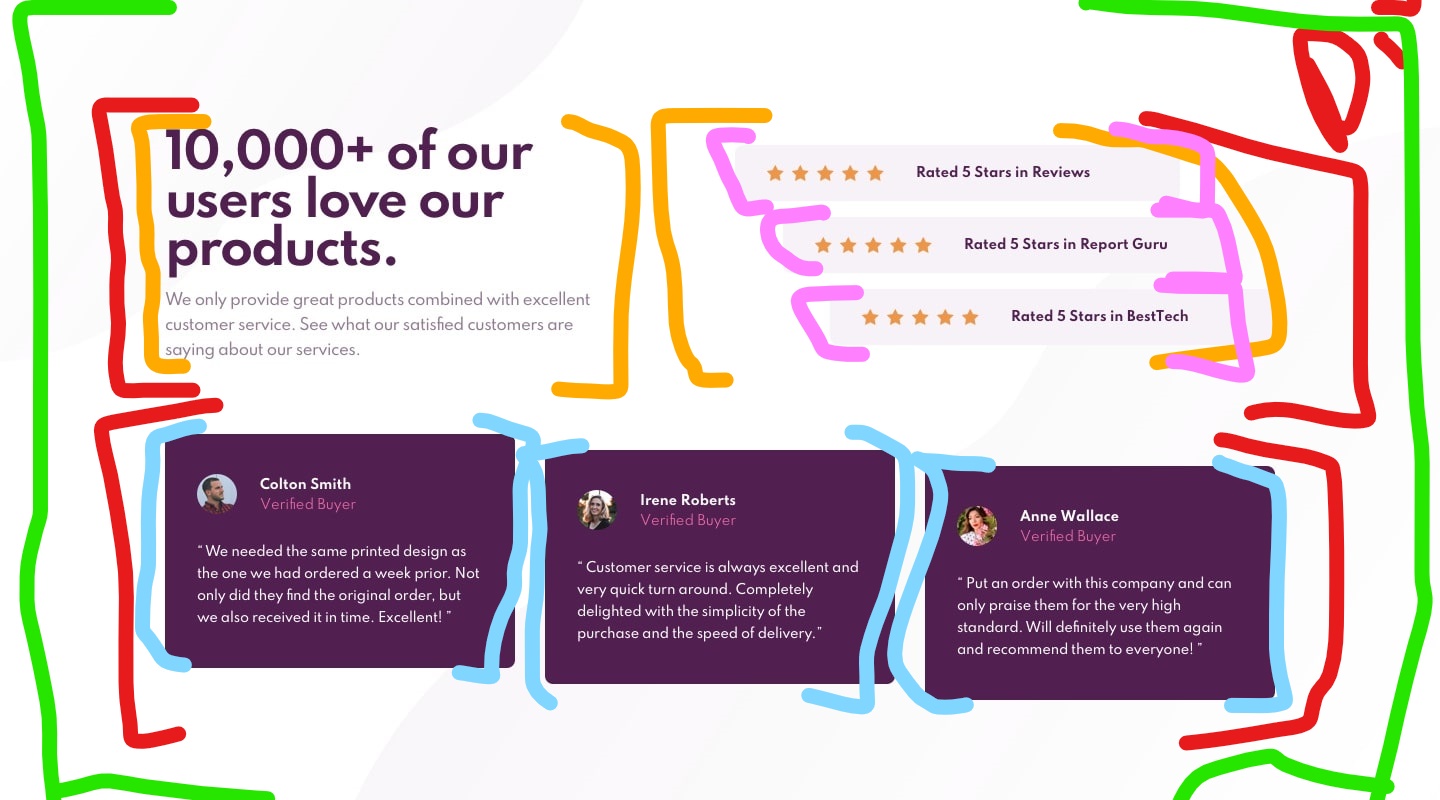 10,000+ of our
users love our
products.
We only provide great products combined with excellent
customer service. See what our satisfied customers are
saying about our services.
Rated 5 Stars in Reviews
Rated 5 Stars in Report Guru
Rated 5 Stars in BestTech
Colton Smith
Verified Buyer
“ We needed the same printed design as
the one we had ordered a week prior. Not
only did they find the original order, but
we also received it in time. Excellent! ”
Irene Roberts
Verified Buyer
“ Customer service is always excellent and
very quick turn around. Completely
delighted with the simplicity of the
purchase and the speed of delivery. ”
Anne Wallace
Verified Buyer
“ Put an order with this company and can
only praise them for the very high
standard. Will definitely use them again
and recommend them to everyone! ”